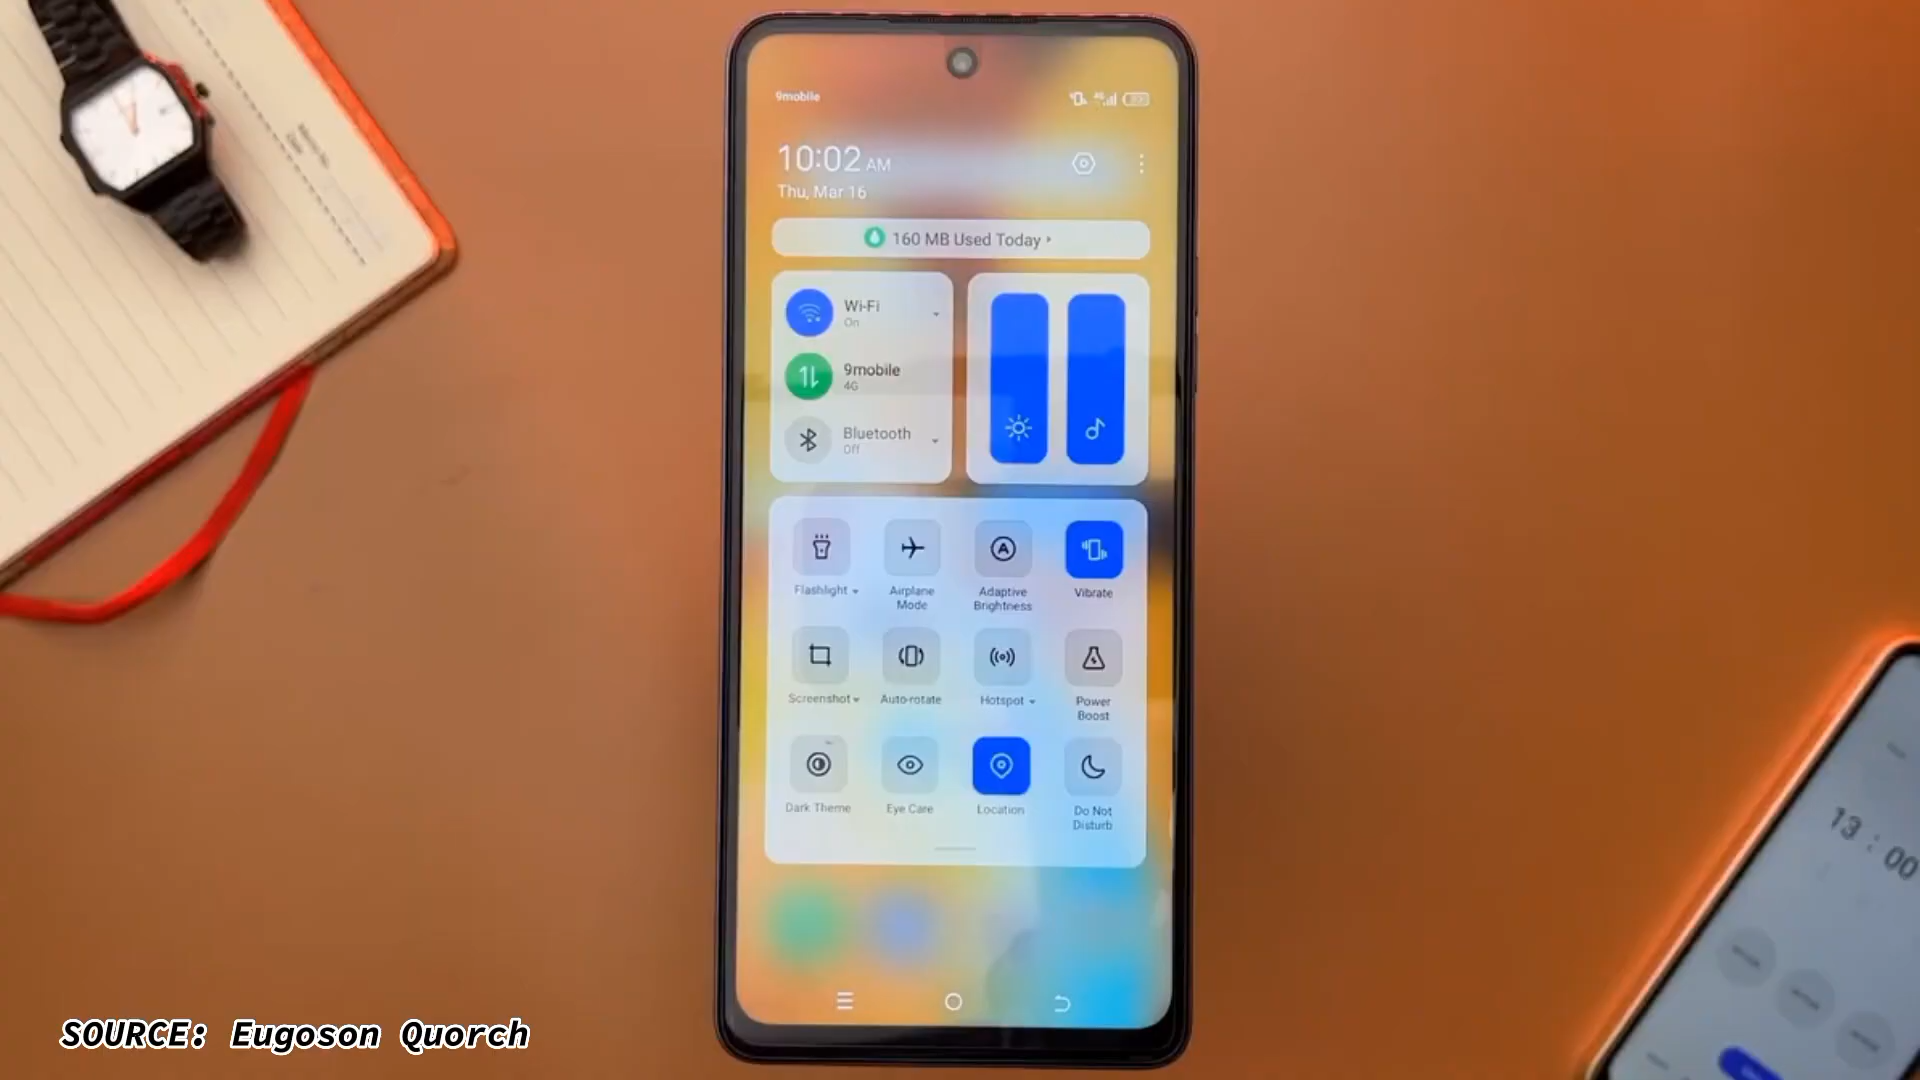 9mobile
10:02 AM
Thu, Mar 16
160 MB Used Today
Wi-Fi
On
9mobile
4G
Bluetooth
Off
Flashlight
Airplane
Mode
Adaptive
Brightness
Vibrate
Screenshot
Auto-rotate
Hotspot
Power
Boost
Dark Theme
Eye Care
Location
Do Not
Disturb
13 : 00
SOURCE: Eugoson Quorch